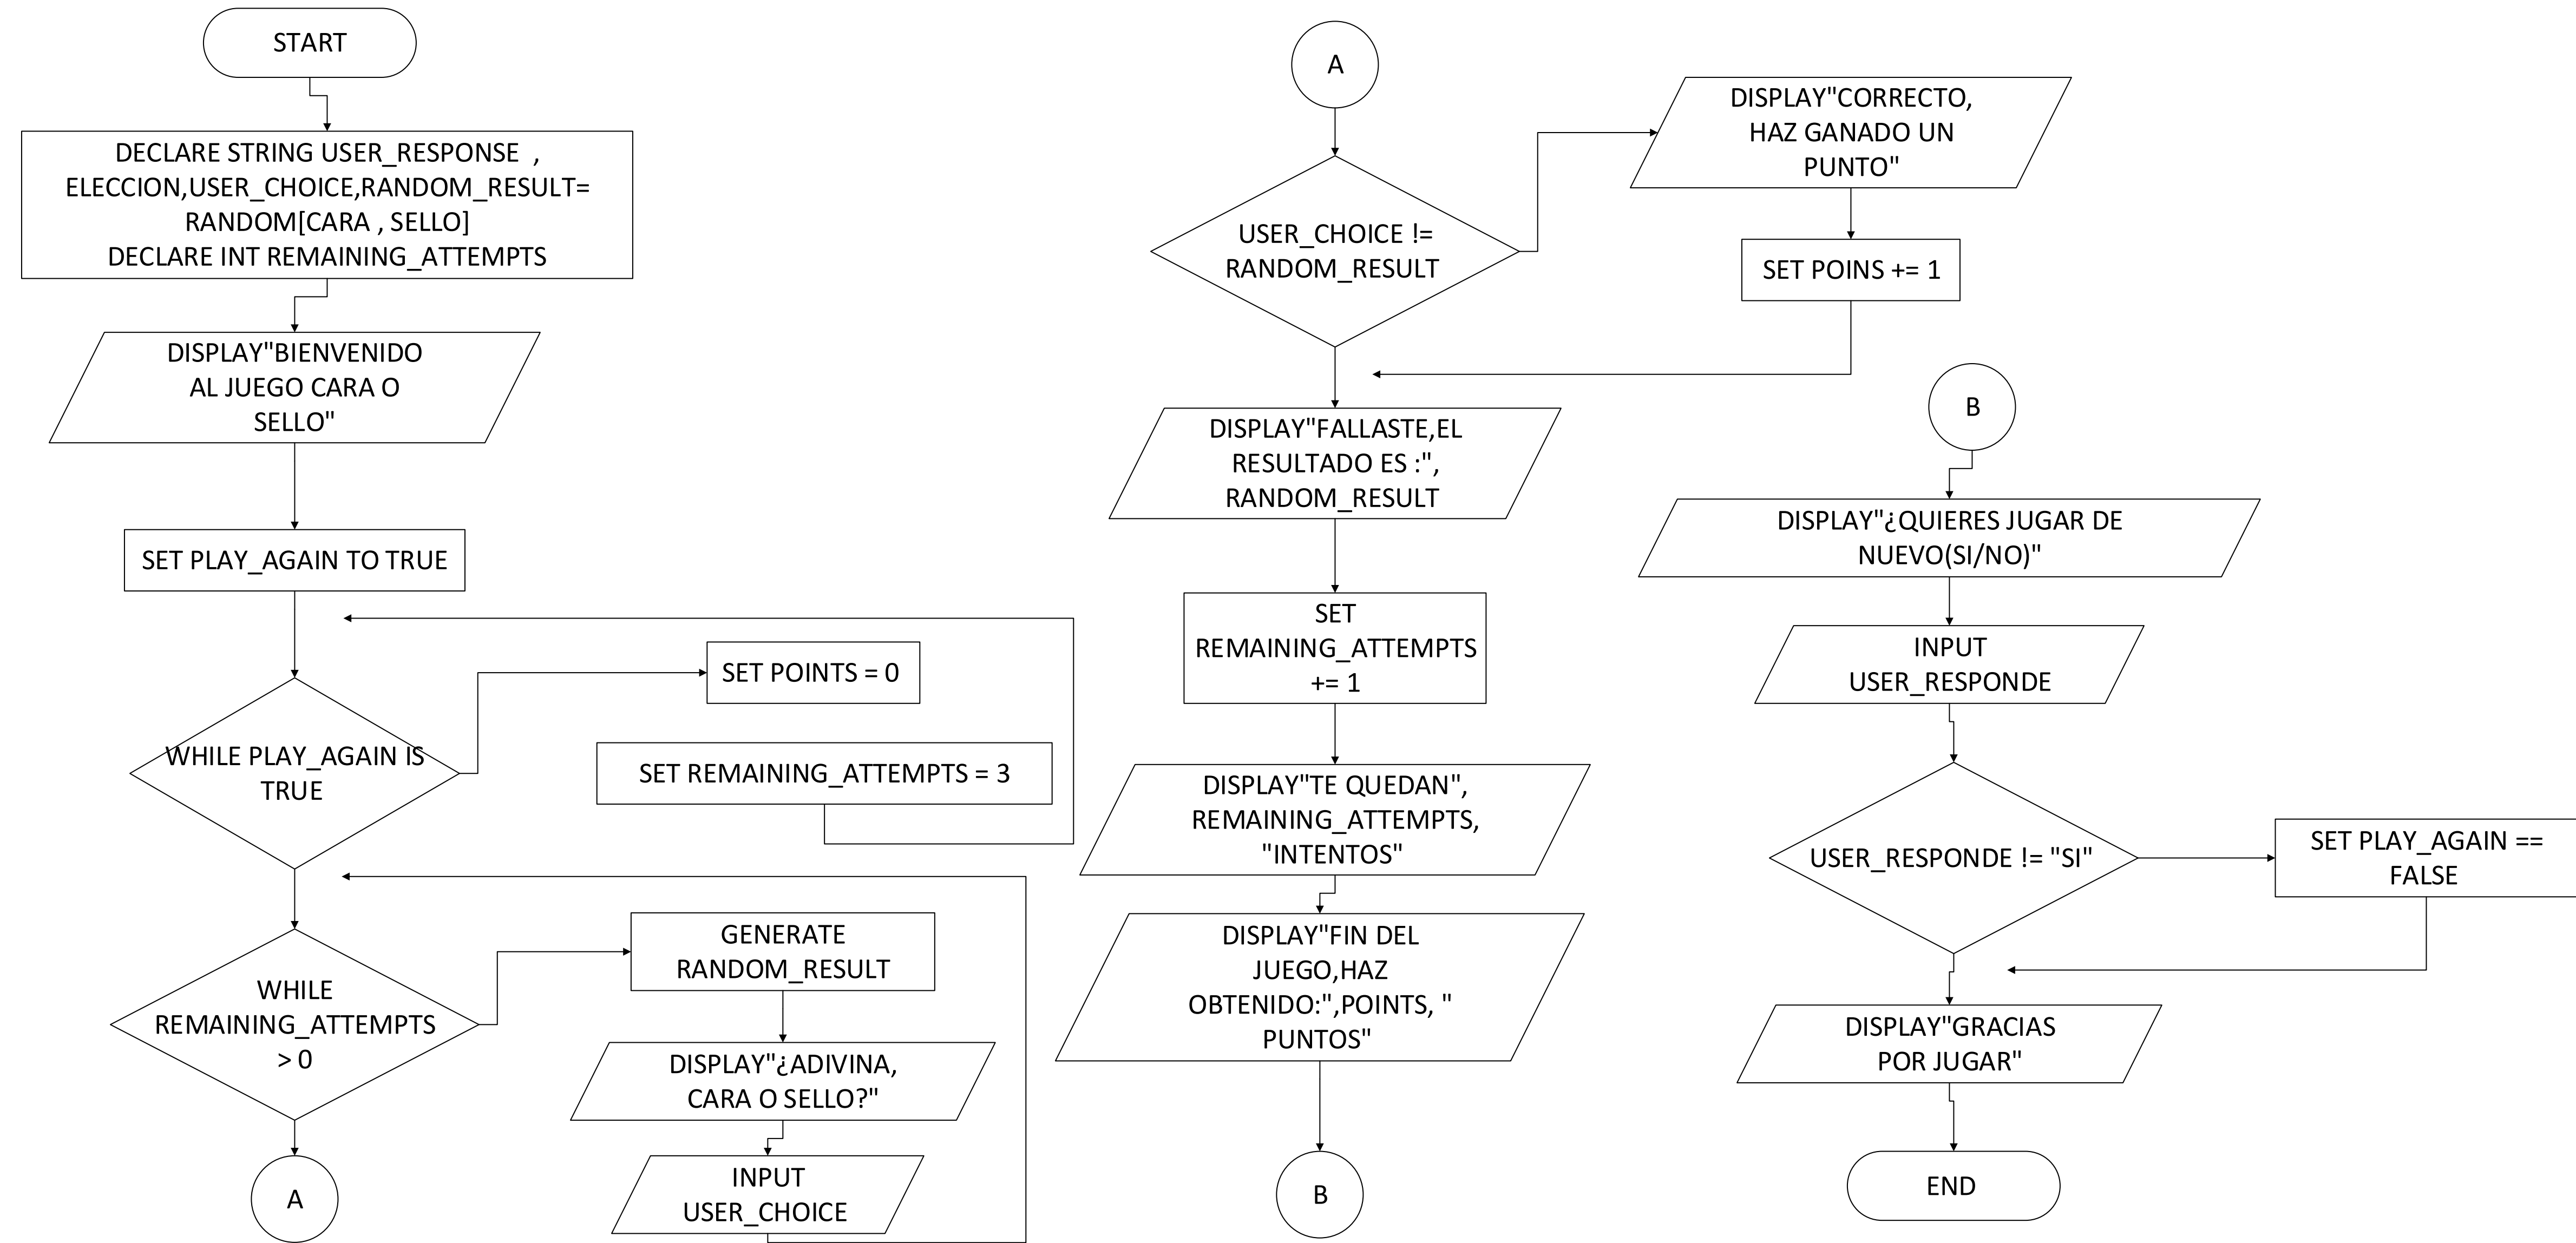 START
DECLARE STRING USER_RESPONSE ,
ELECCION,USER_CHOICE,RANDOM_RESULT=
RANDOM[CARA , SELLO]
DECLARE INT REMAINING_ATTEMPTS
DISPLAY"BIENVENIDO
AL JUEGO CARA O
SELLO"
SET PLAY_AGAIN TO TRUE
WHILE PLAY_AGAIN IS
TRUE
SET POINTS = 0
SET REMAINING_ATTEMPTS = 3
WHILE
REMAINING_ATTEMPTS
> 0
GENERATE
RANDOM_RESULT
DISPLAY"¿ADIVINA,
CARA O SELLO?"
INPUT
USER_CHOICE
A
A
USER_CHOICE !=
RANDOM_RESULT
DISPLAY"CORRECTO,
HAZ GANADO UN
PUNTO"
SET POINS += 1
DISPLAY"FALLASTE,EL
RESULTADO ES :",
RANDOM_RESULT
SET
REMAINING_ATTEMPTS
+= 1
DISPLAY"TE QUEDAN",
REMAINING_ATTEMPTS,
"INTENTOS"
DISPLAY"FIN DEL
JUEGO,HAZ
OBTENIDO:",POINTS, "
PUNTOS"
B
B
DISPLAY"¿QUIERES JUGAR DE
NUEVO(SI/NO)"
INPUT
USER_RESPONDE
USER_RESPONDE != "SI"
SET PLAY_AGAIN ==
FALSE
DISPLAY"GRACIAS
POR JUGAR"
END